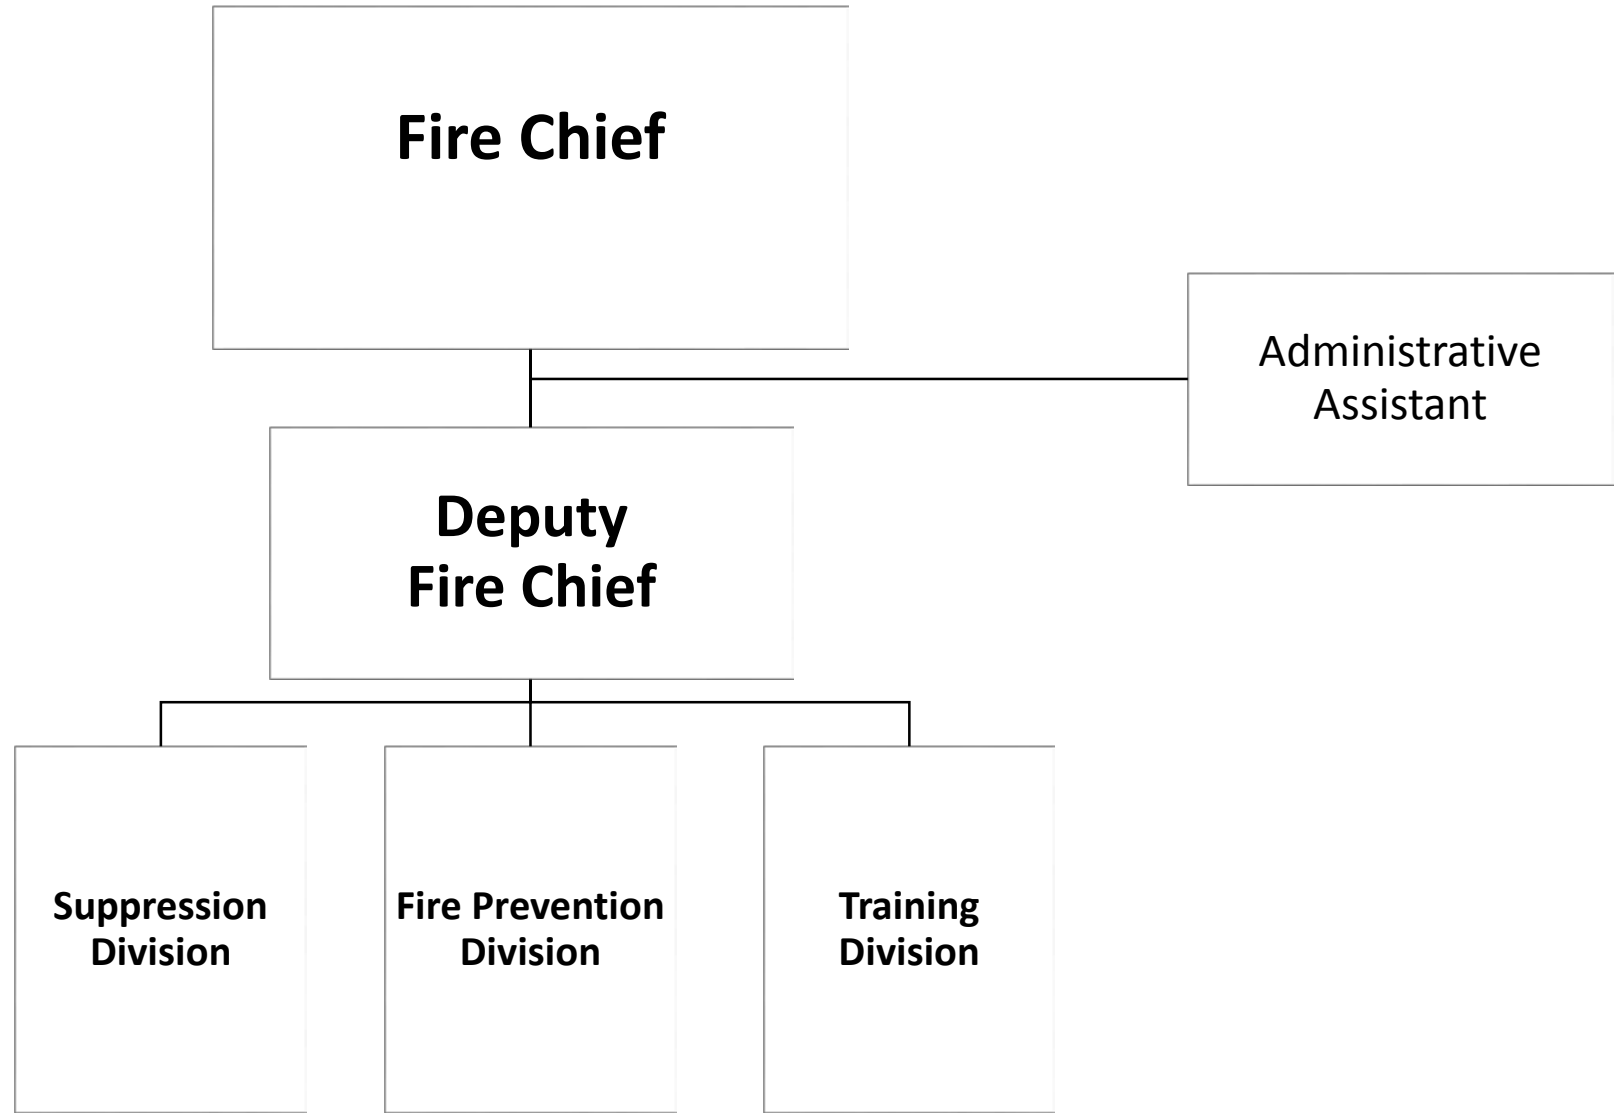 Fire Chief
Administrative
Assistant
Deputy
Fire Chief
Suppression
Division
Fire Prevention
Division
Training
Division